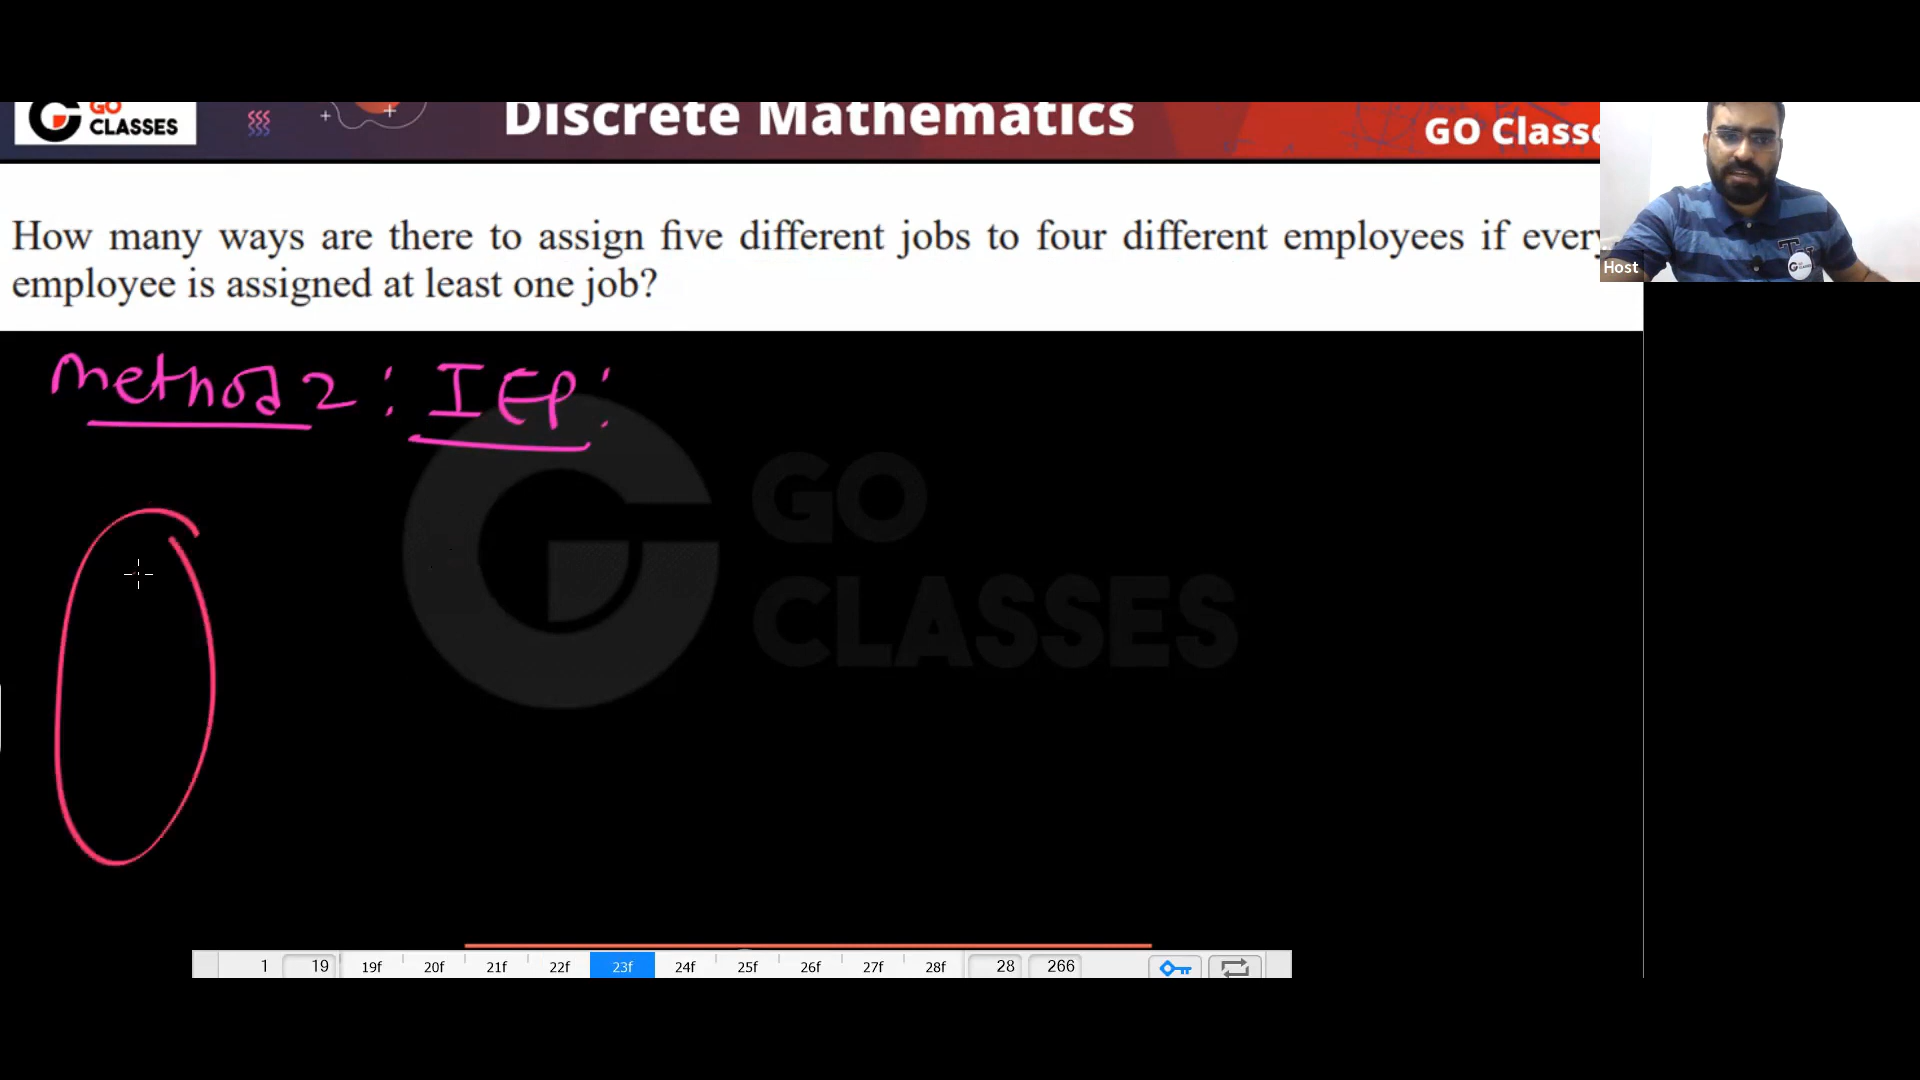 GO
CLASSES
Discrete Mathematics
GO Classe
How many ways are there to assign five different jobs to four different employees if every
employee is assigned at least one job?
Host
Method 2 : IEP :
GO
CLASSES
1 19 19f 20f 21f 22f 23f 24f 25f 26f 27f 28f 28 266